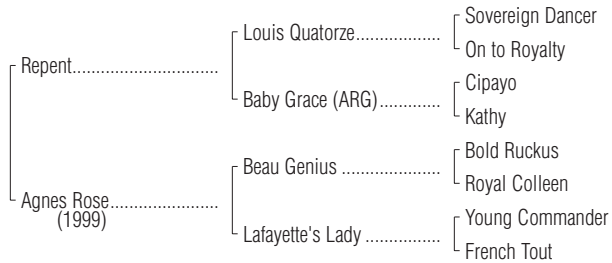 Sovereign Dancer
Louis Quatorze..................
On to Royalty
Repent...............................
Cipayo
Baby Grace (ARG).............
Kathy
Bold Ruckus
Beau Genius .....................
Royal Colleen
Agnes Rose.......................
(1999)
Young Commander
Lafayette's Lady ................
French Tout